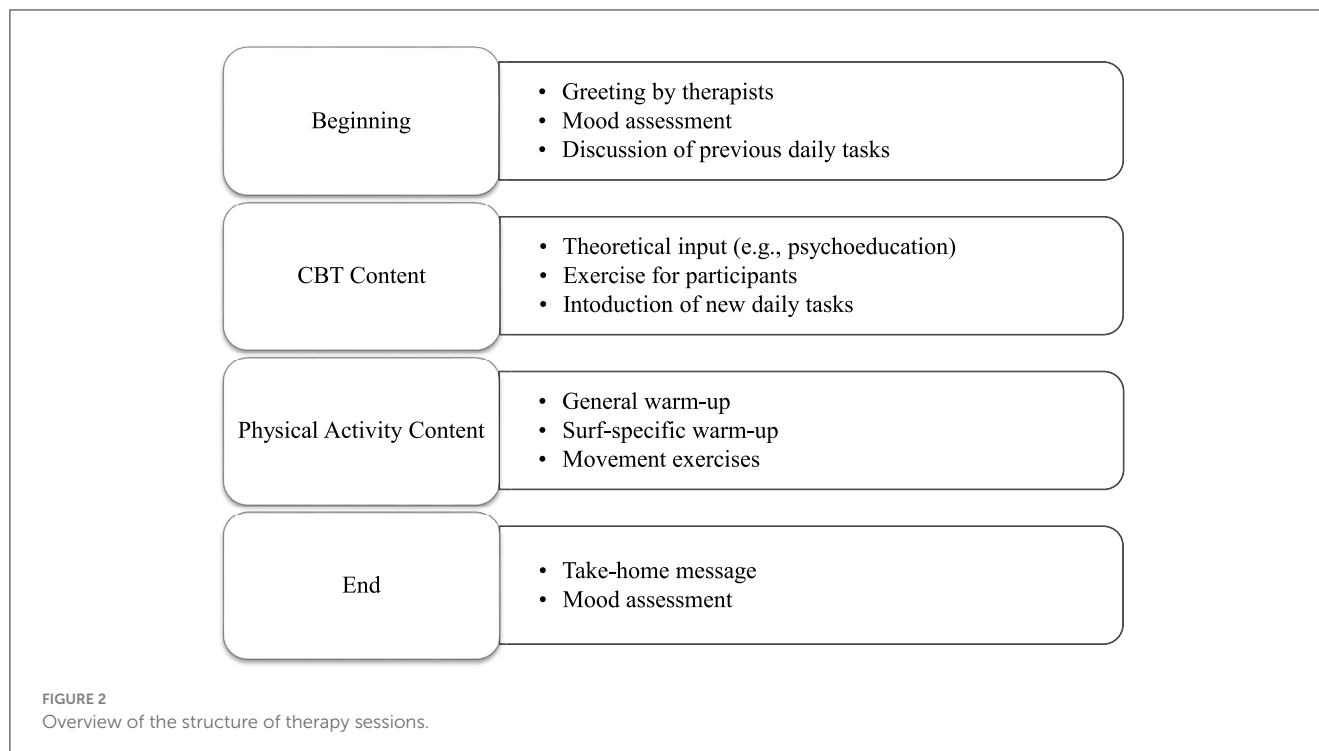 Beginning
• Greeting by therapists
• Mood assessment
• Discussion of previous daily tasks
CBT Content
• Theoretical input (e.g., psychoeducation)
• Exercise for participants
• Intoduction of new daily tasks
Physical Activity Content
• General warm-up
• Surf-specific warm-up
• Movement exercises
End
• Take-home message
• Mood assessment
FIGURE 2
Overview of the structure of therapy sessions.